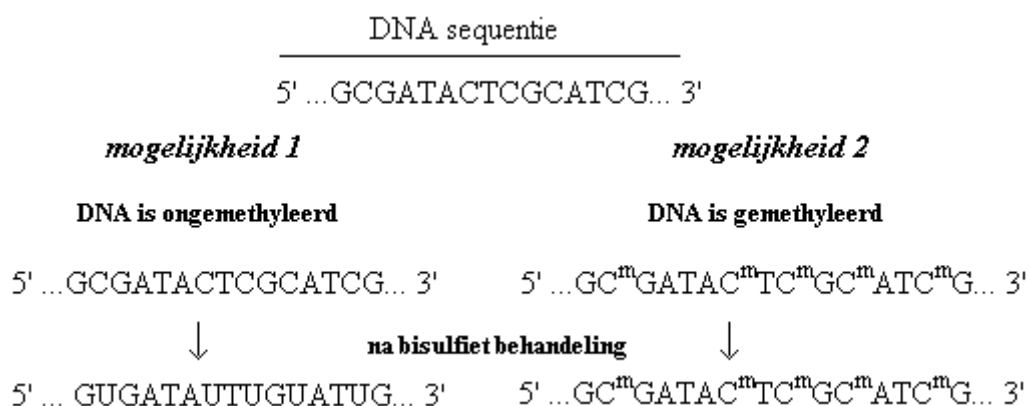 DNA sequentie
5' ...GCGATACTCGCATCG... 3'
mogelijkheid 1 mogelijkheid 2
DNA is ongemethyleerd DNA is gemethyleerd
5' ...GCGATACTCGCATCG... 3' 5' ...GCᵐGATACᵐTCᵐGCᵐATCᵐG... 3'
↓ na bisulfiet behandeling ↓
5' ... GUGATAUTTUGUATUG... 3' 5' ...GCᵐGATACᵐTCᵐGCᵐATCᵐG... 3'